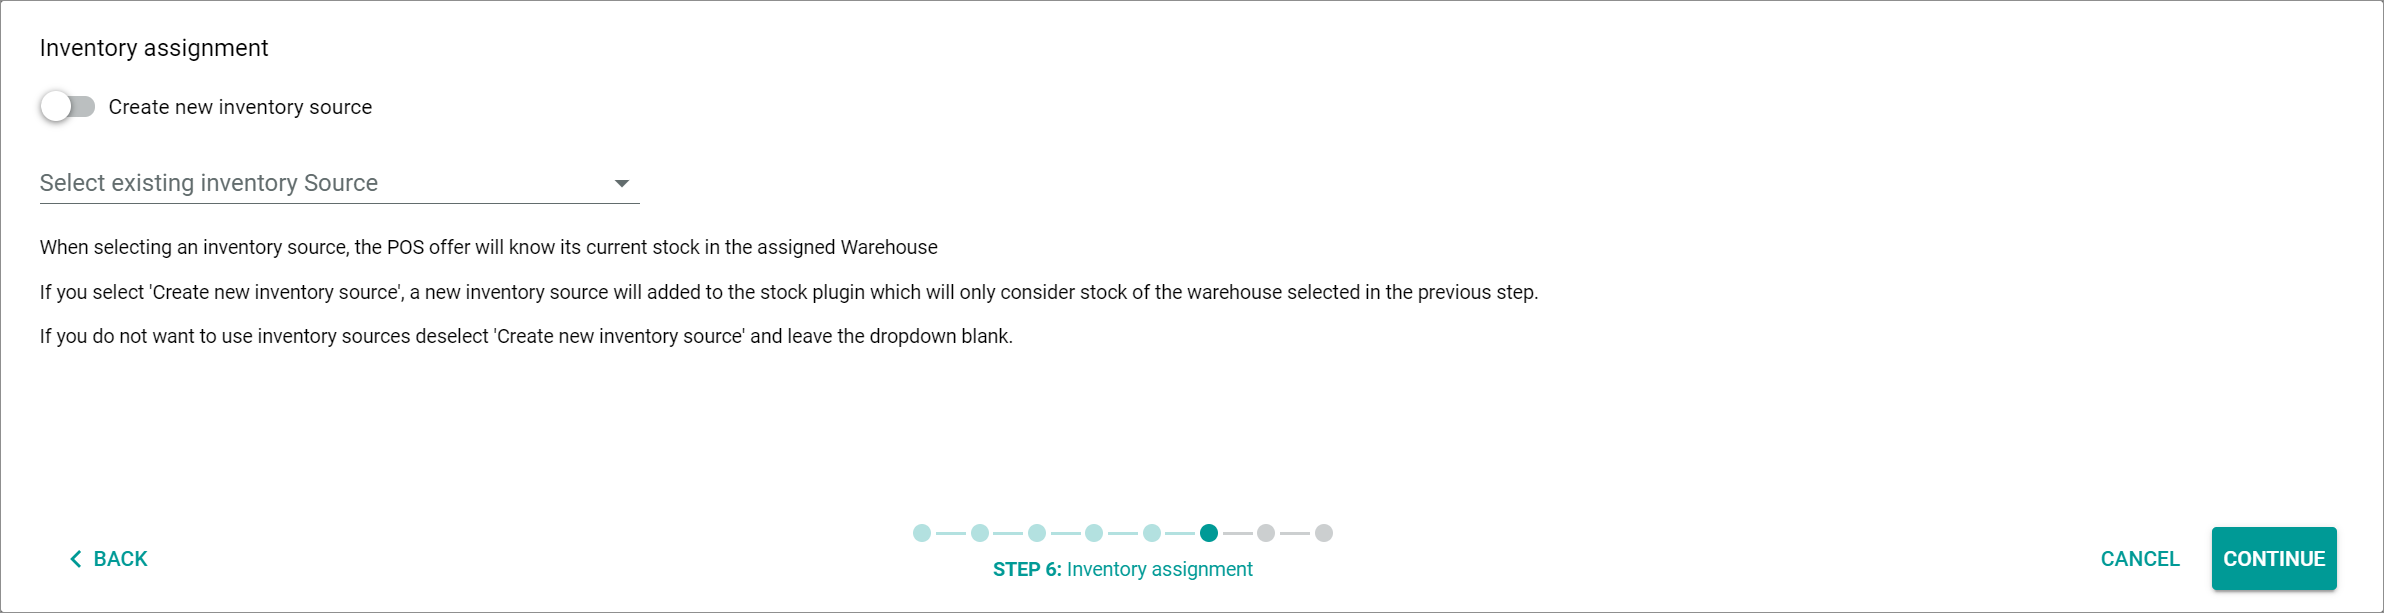 Inventory assignment
Create new inventory source
Select existing inventory Source
When selecting an inventory source, the POS offer will know its current stock in the assigned Warehouse
If you select 'Create new inventory source', a new inventory source will added to the stock plugin which will only consider stock of the warehouse selected in the previous step.
If you do not want to use inventory sources deselect 'Create new inventory source' and leave the dropdown blank.
BACK
STEP 6: Inventory assignment
CANCEL
CONTINUE